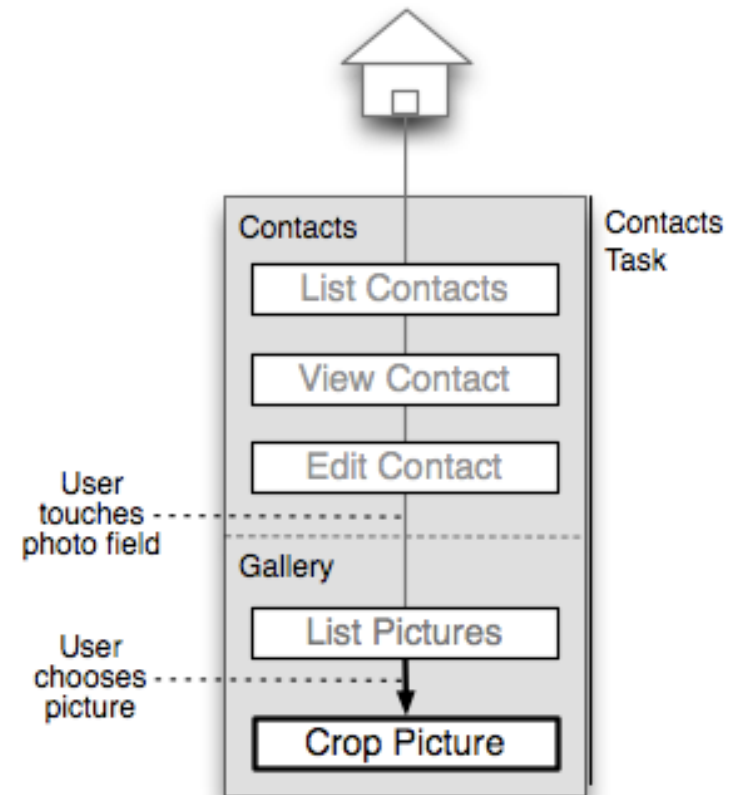 Contacts
Contacts
Task
List Contacts
View Contact
Edit Contact
User
touches
photo field
Gallery
List Pictures
User
chooses
picture
Crop Picture